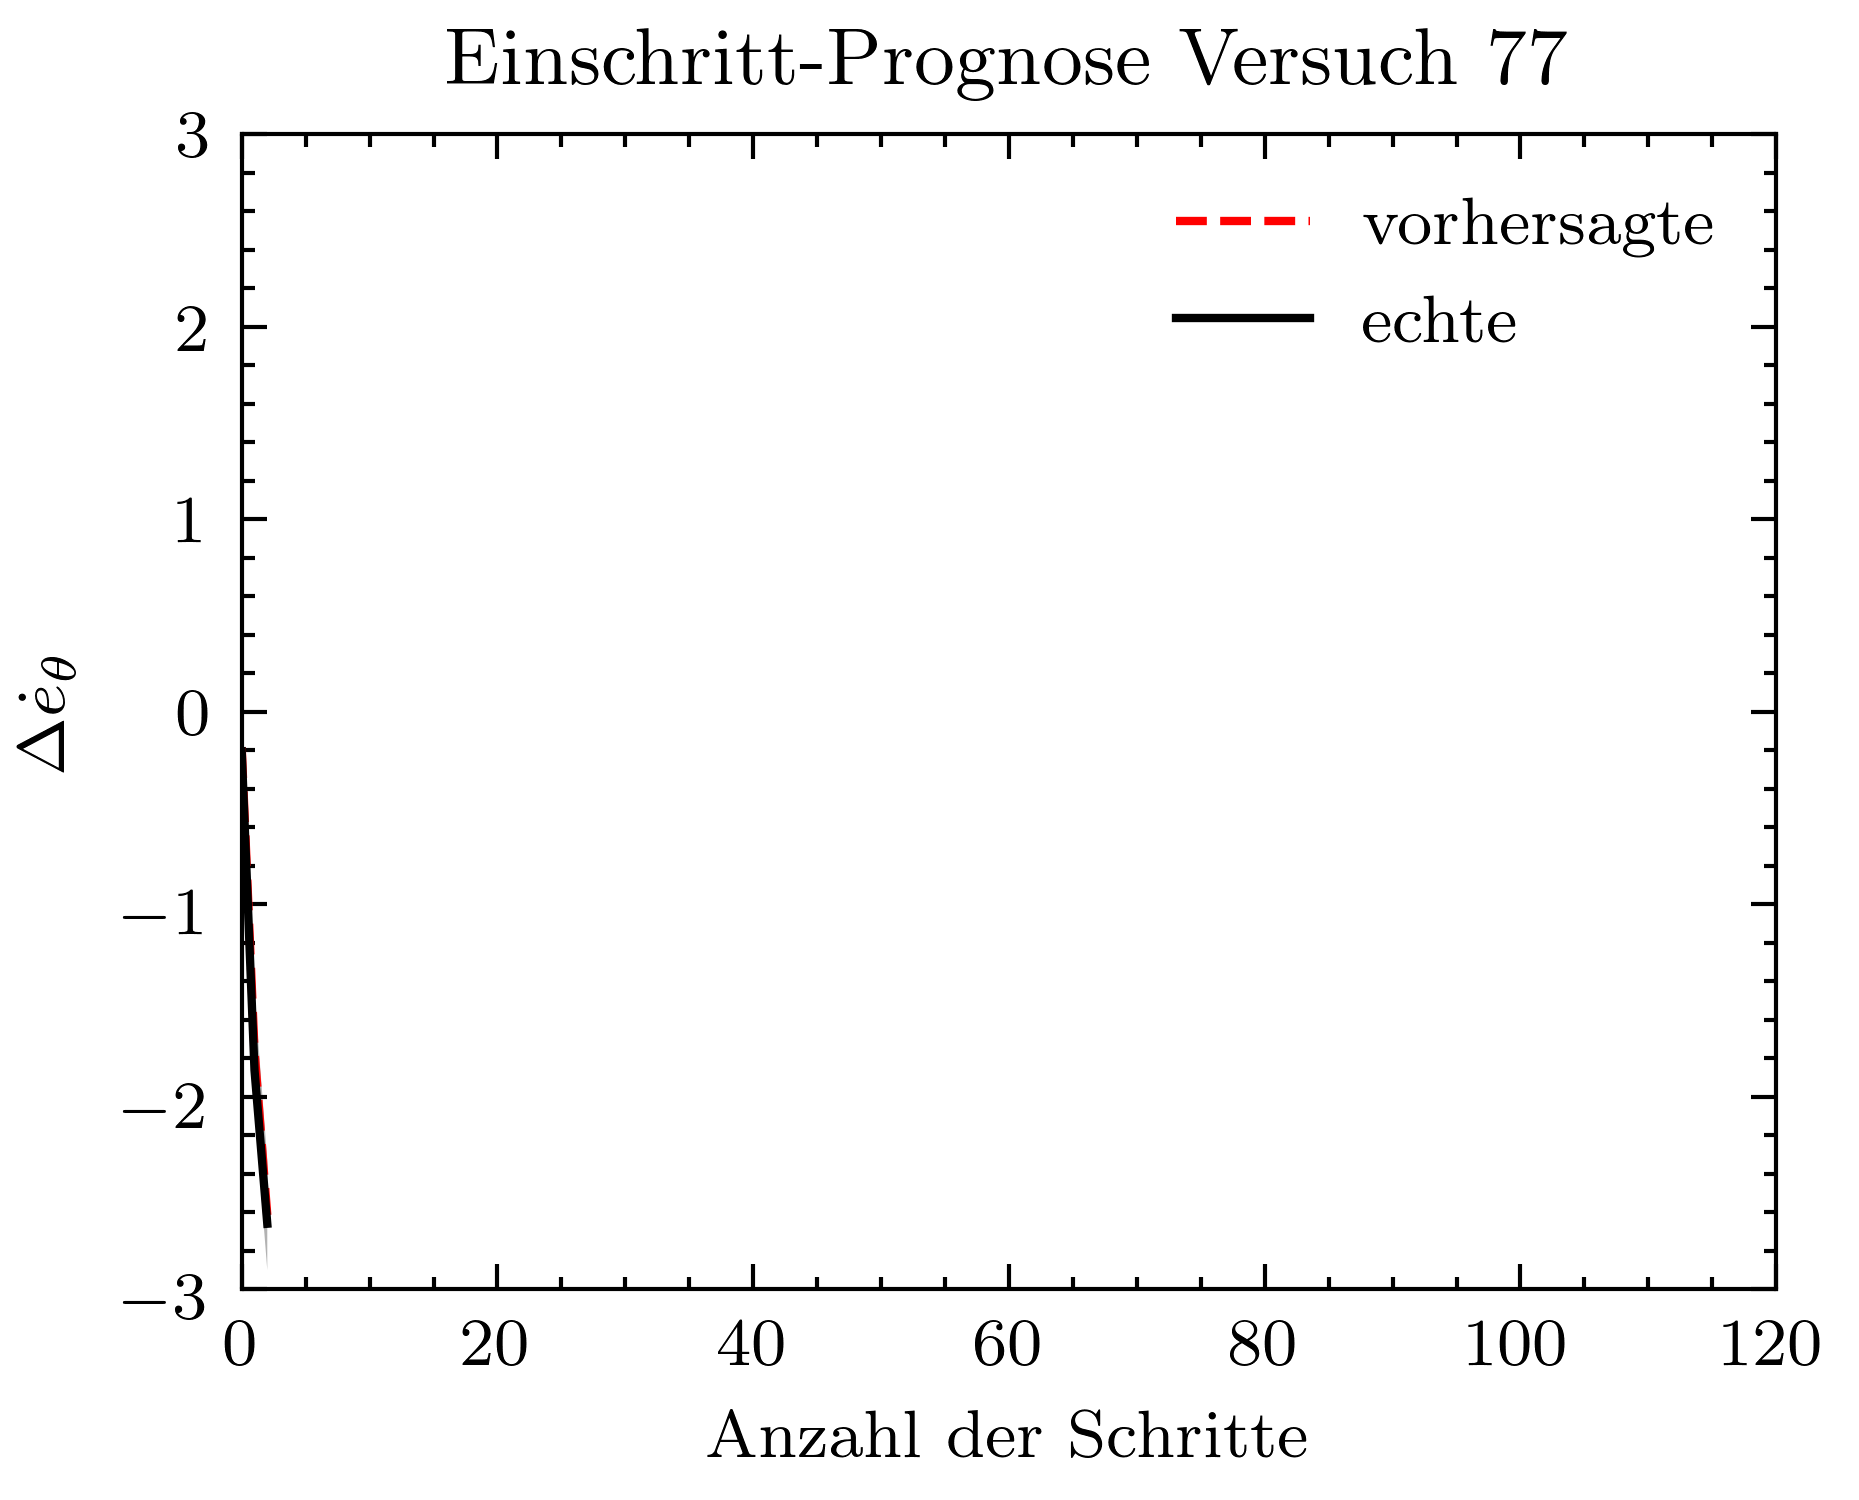 Einschritt-Prognose Versuch 77
3
2
1
0
−1
−2
−3
Δė_θ
vorhersagte
echte
0 20 40 60 80 100 120
Anzahl der Schritte